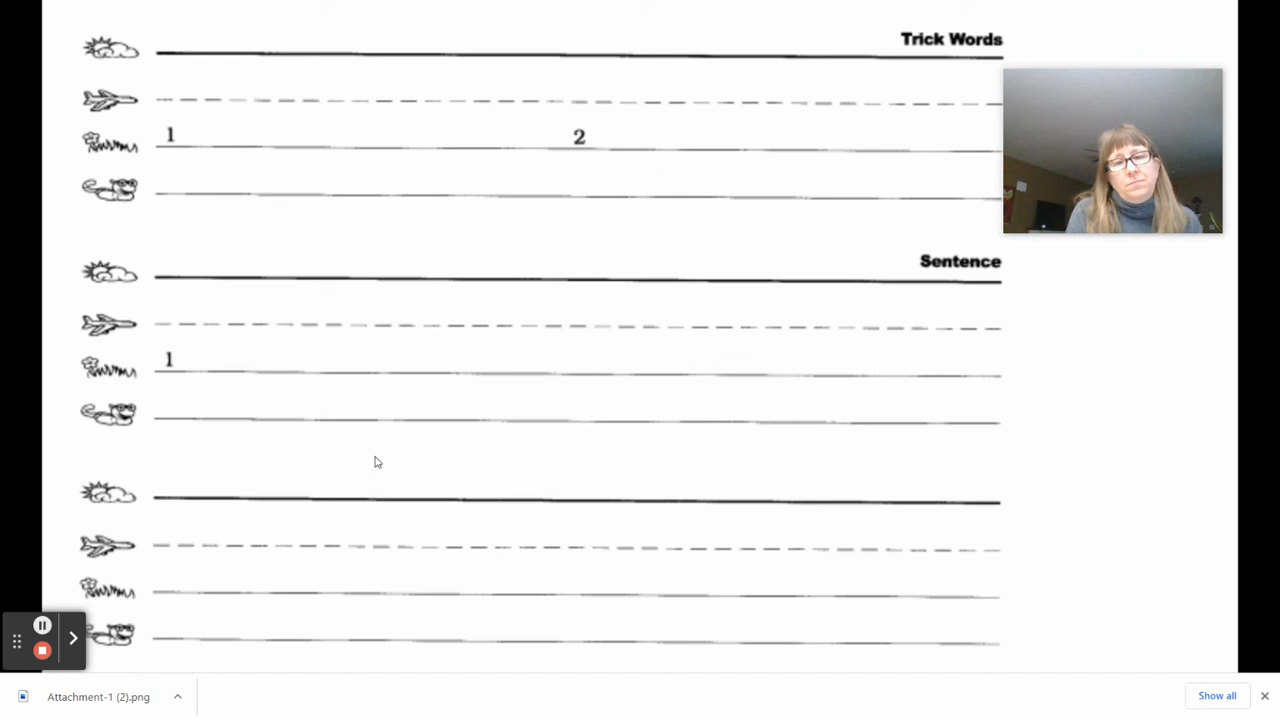 Trick Words
1 2
Sentence
1
Attachment-1 (2).png
Show all